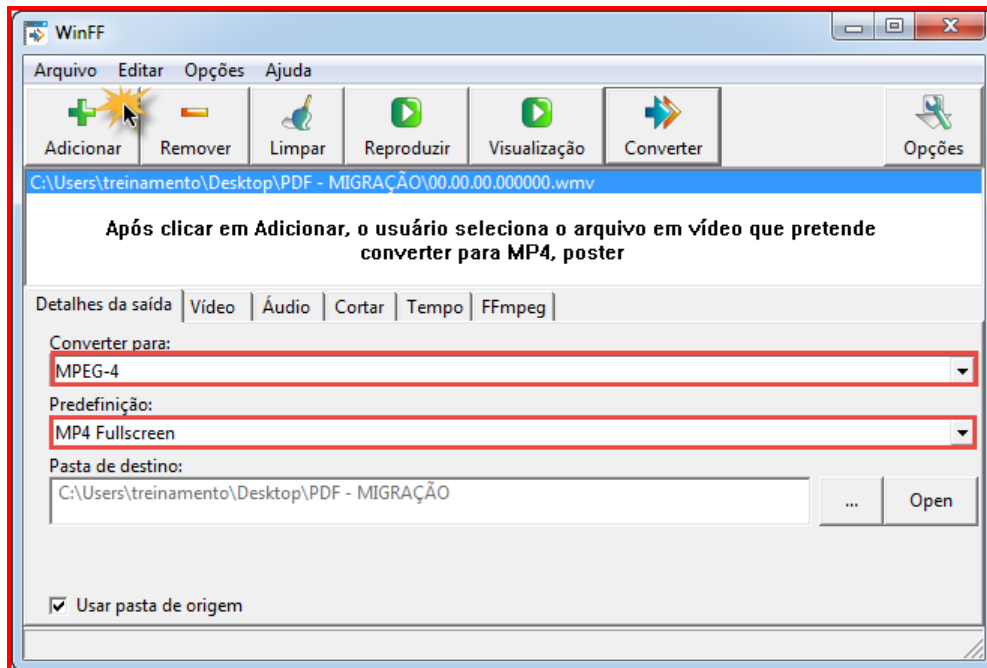 WinFF
Arquivo Editar Opções Ajuda
Adicionar Remover Limpar Reproduzir Visualização Converter Opções
C:\Users\treinamento\Desktop\PDF - MIGRAÇÃO\00.00.00.000000.wmv
Após clicar em Adicionar, o usuário seleciona o arquivo em vídeo que pretende
converter para MP4, poster
Detalhes da saída Vídeo Áudio Cortar Tempo FFmpeg
Converter para:
MPEG-4
Predefinição:
MP4 Fullscreen
Pasta de destino:
C:\Users\treinamento\Desktop\PDF - MIGRAÇÃO
... Open
Usar pasta de origem